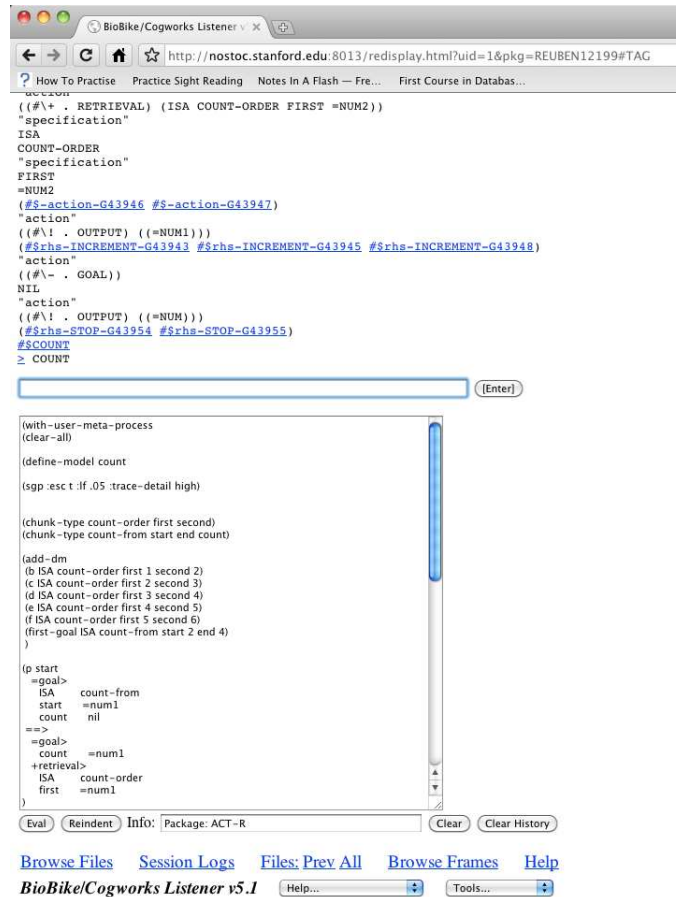 BioBike/Cogworks Listener v
http://nostoc.stanford.edu:8013/redisplay.html?uid=1&pkg=REUBEN12199#TAG
How To Practise Practice Sight Reading Notes In A Flash — Fre... First Course in Databas...
"action"
((#\+ . RETRIEVAL) (ISA COUNT-ORDER FIRST =NUM2))
"specification"
ISA
COUNT-ORDER
"specification"
FIRST
=NUM2
(#$-action-G43946 #$-action-G43947)
"action"
((#\! . OUTPUT) ((=NUM1)))
(#$rhs-INCREMENT-G43943 #$rhs-INCREMENT-G43945 #$rhs-INCREMENT-G43948)
"action"
((#\- . GOAL))
NIL
"action"
((#\! . OUTPUT) ((=NUM)))
(#$rhs-STOP-G43954 #$rhs-STOP-G43955)
#$COUNT
> COUNT
[Enter]
(with-user-meta-process
(clear-all)
(define-model count
(sgp :esc t :lf .05 :trace-detail high)
(chunk-type count-order first second)
(chunk-type count-from start end count)
(add-dm
(b ISA count-order first 1 second 2)
(c ISA count-order first 2 second 3)
(d ISA count-order first 3 second 4)
(e ISA count-order first 4 second 5)
(f ISA count-order first 5 second 6)
(first-goal ISA count-from start 2 end 4)
)
(p start
=goal>
ISA count-from
start =num1
count nil
==>
=goal>
count =num1
+retrieval>
ISA count-order
first =num1
)
Eval Reindent Info: Package: ACT-R Clear Clear History
Browse Files Session Logs Files: Prev All Browse Frames Help
BioBike/Cogworks Listener v5.1 Help... Tools...